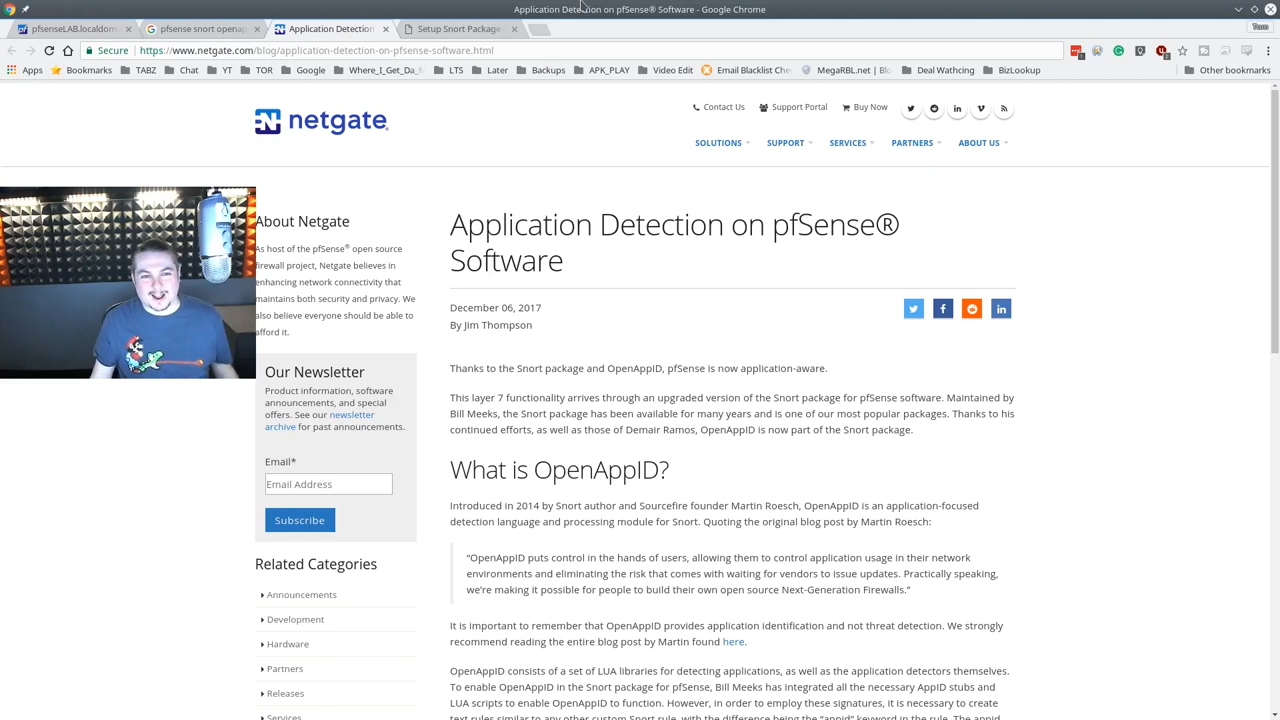 Application Detection on pfSense® Software - Google Chrome
pfsenseLAB.localdom
pfsense snort openap
Application Detection
Setup Snort Package
Tom
Secure
https://www.netgate.com/blog/application-detection-on-pfsense-software.html
Apps
Bookmarks
TABZ
Chat
YT
TOR
Google
Where_I_Get_Da_
LTS
Later
Backups
APK_PLAY
Video Edit
Email Blacklist Che
MegaRBL.net | Blo
Deal Wathcing
BizLookup
Other bookmarks
netgate
Contact Us
Support Portal
Buy Now
SOLUTIONS
SUPPORT
SERVICES
PARTNERS
ABOUT US
About Netgate
As host of the pfSense® open source
firewall project, Netgate believes in
enhancing network connectivity that
maintains both security and privacy. We
also believe everyone should be able to
afford it.
Our Newsletter
Product information, software
announcements, and special
offers. See our newsletter
archive for past announcements.
Email*
Email Address
Subscribe
Related Categories
Announcements
Development
Hardware
Partners
Releases
Services
Application Detection on pfSense®
Software
December 06, 2017
By Jim Thompson
Thanks to the Snort package and OpenAppID, pfSense is now application-aware.
This layer 7 functionality arrives through an upgraded version of the Snort package for pfSense software. Maintained by
Bill Meeks, the Snort package has been available for many years and is one of our most popular packages. Thanks to his
continued efforts, as well as those of Demair Ramos, OpenAppID is now part of the Snort package.
What is OpenAppID?
Introduced in 2014 by Snort author and Sourcefire founder Martin Roesch, OpenAppID is an application-focused
detection language and processing module for Snort. Quoting the original blog post by Martin Roesch:
“OpenAppID puts control in the hands of users, allowing them to control application usage in their network
environments and eliminating the risk that comes with waiting for vendors to issue updates. Practically speaking,
we’re making it possible for people to build their own open source Next-Generation Firewalls.”
It is important to remember that OpenAppID provides application identification and not threat detection. We strongly
recommend reading the entire blog post by Martin found here.
OpenAppID consists of a set of LUA libraries for detecting applications, as well as the application detectors themselves.
To enable OpenAppID in the Snort package for pfSense, Bill Meeks has integrated all the necessary AppID stubs and
LUA scripts to enable OpenAppID to function. However, in order to employ these signatures, it is necessary to create
text rules similar to any other custom Snort rule, with the difference being the "appid" keyword in the rule. The appid